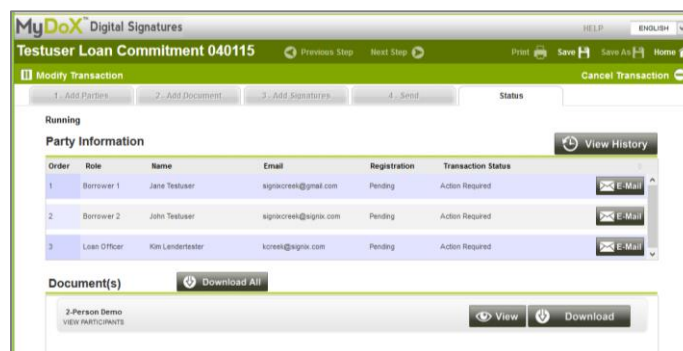 MyDoX™ Digital Signatures
HELP ENGLISH
Testuser Loan Commitment 040115 Previous Step Next Step Print Save Save As Home
Modify Transaction Cancel Transaction
1 - Add Parties 2 - Add Document 3 - Add Signatures 4 - Send Status
Running
Party Information View History
Order Role Name Email Registration Transaction Status
1 Borrower 1 Jane Testuser signixcreek@gmail.com Pending Action Required E-Mail
2 Borrower 2 John Testuser signixcreek@signix.com Pending Action Required E-Mail
3 Loan Officer Kim Lendertester kcreek@signix.com Pending Action Required E-Mail
Document(s) Download All
2-Person Demo
VIEW PARTICIPANTS
View Download